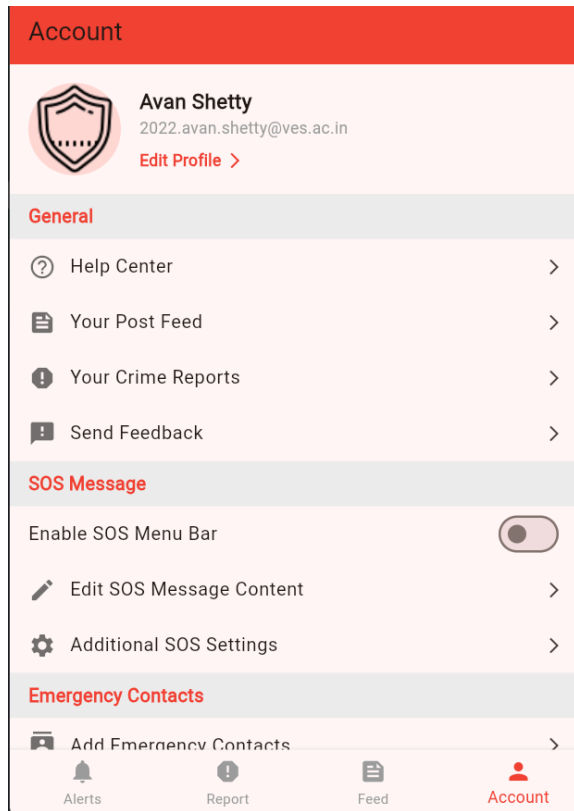 Account
Avan Shetty
2022.avan.shetty@ves.ac.in
Edit Profile
General
Help Center
Your Post Feed
Your Crime Reports
Send Feedback
SOS Message
Enable SOS Menu Bar
Edit SOS Message Content
Additional SOS Settings
Emergency Contacts
Add Emergency Contacts
Alerts
Report
Feed
Account